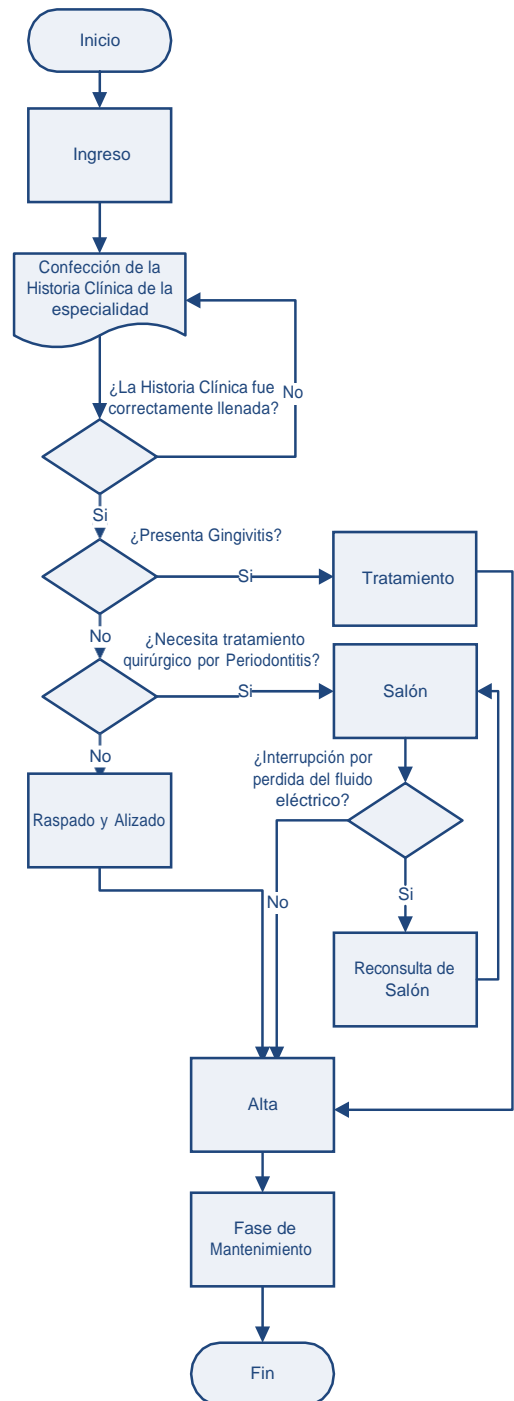 Inicio
Ingreso
Confección de la
Historia Clínica de la
especialidad
¿La Historia Clínica fue
correctamente llenada?
No
Si
¿Presenta Gingivitis?
Si
Tratamiento
No
¿Necesita tratamiento
quirúrgico por Periodontitis?
Si
Salón
No
¿Interrupción por
perdida del fluido
eléctrico?
Raspado y Alizado
No
Si
Reconsulta de
Salón
Alta
Fase de
Mantenimiento
Fin